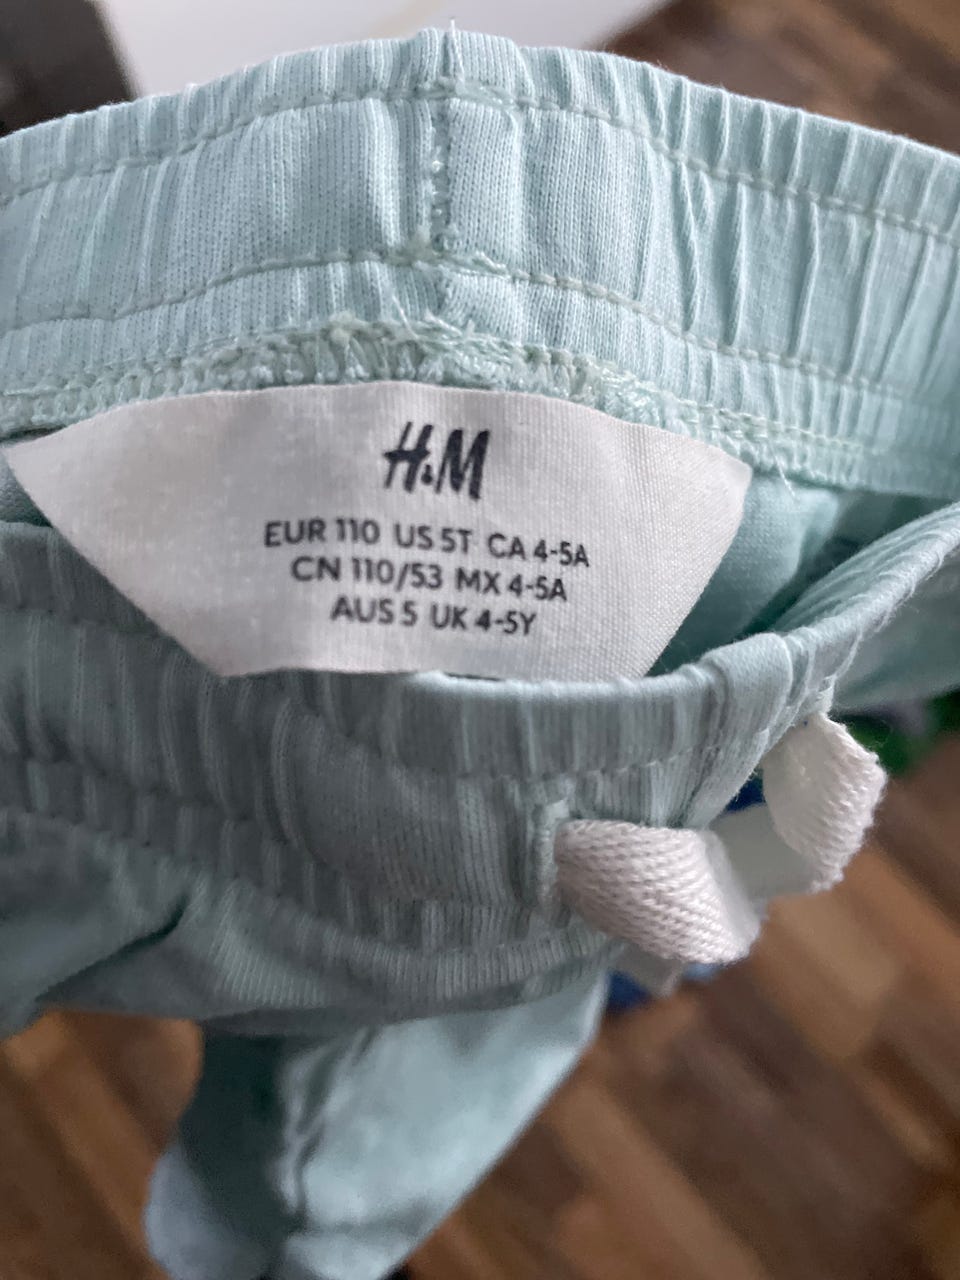 H&M
EUR 110 US 5T CA 4-5A
CN 110/53 MX 4-5A
AUS 5 UK 4-5Y